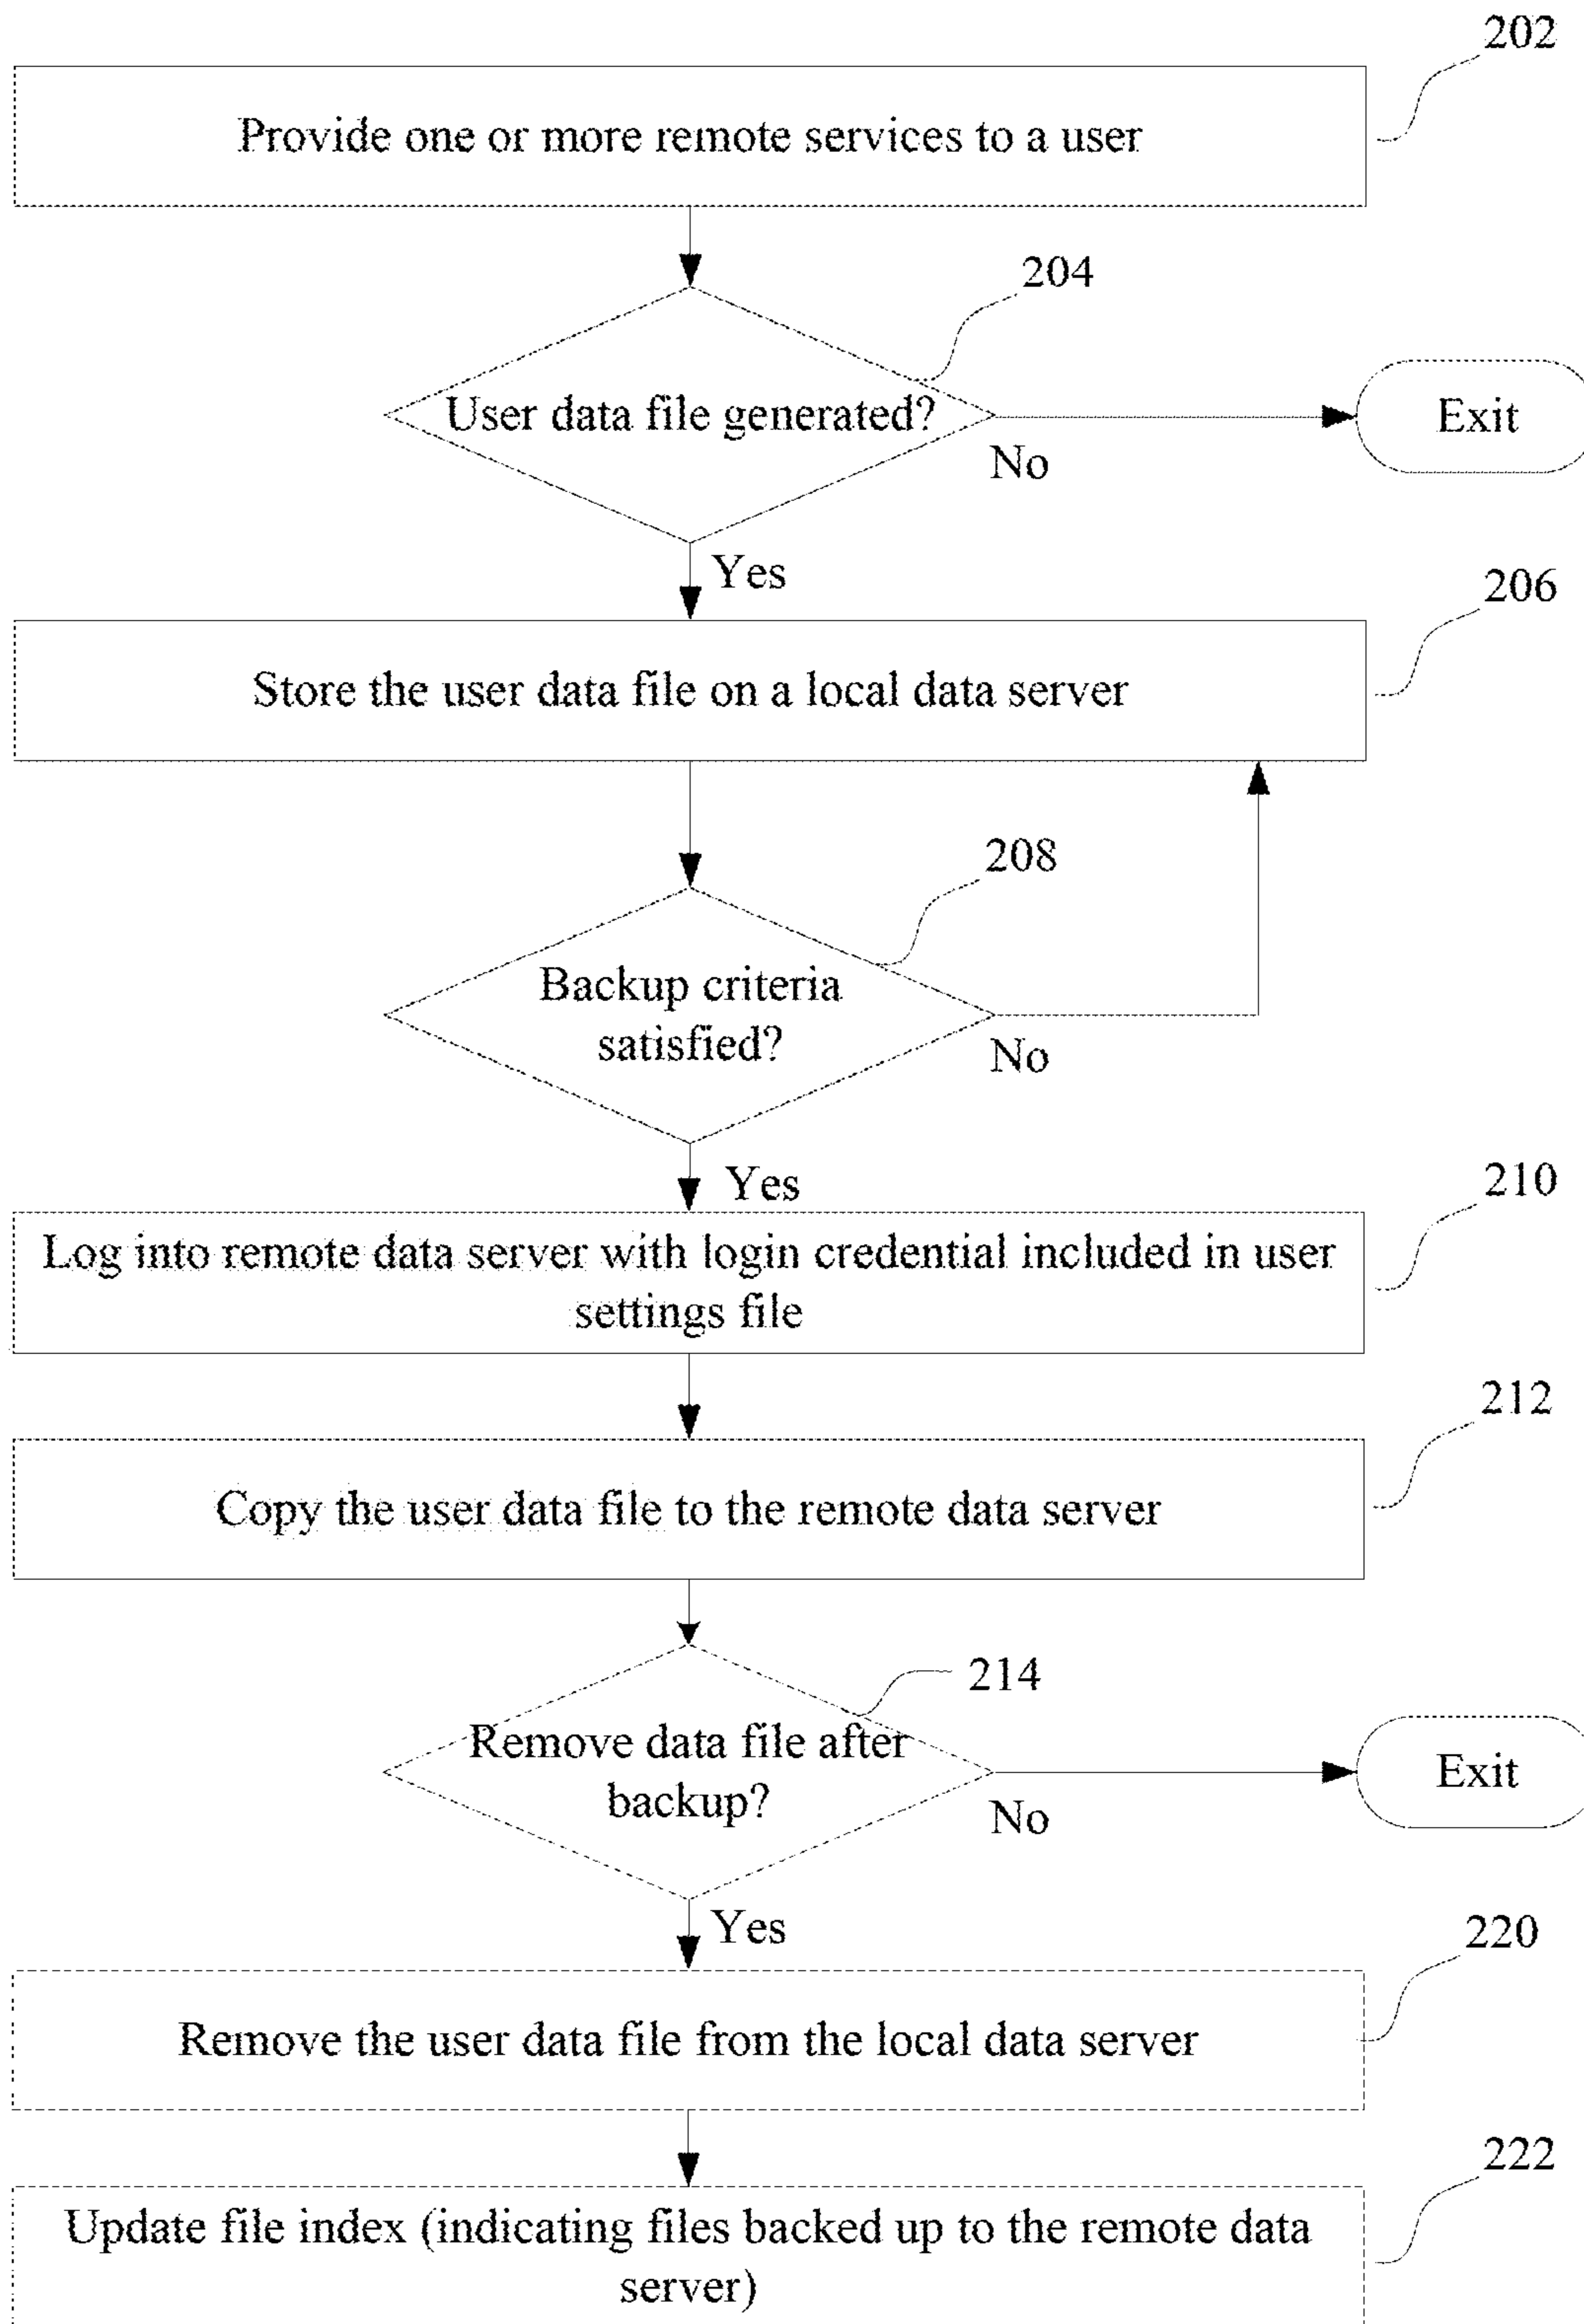 202
Provide one or more remote services to a user
204
User data file generated?
Exit
No
Yes
206
Store the user data file on a local data server
208
Backup criteria
satisfied?
No
Yes
210
Log into remote data server with login credential included in user
settings file
212
Copy the user data file to the remote data server
214
Remove data file after
backup?
Exit
No
Yes
220
Remove the user data file from the local data server
222
Update file index (indicating files backed up to the remote data
server)